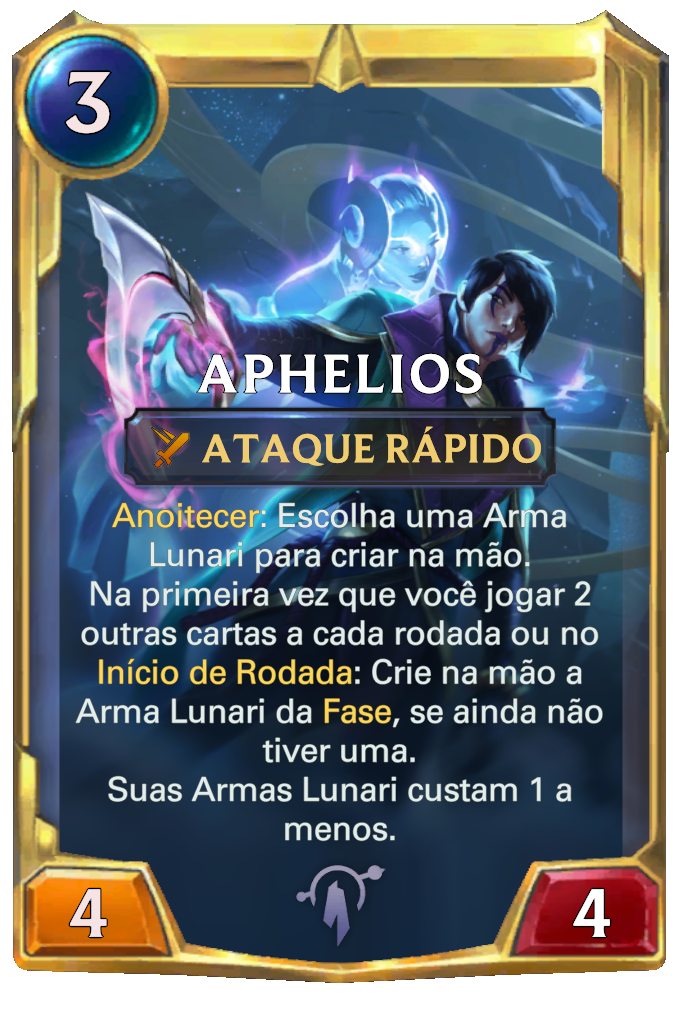 3
APHELIOS
ATAQUE RÁPIDO
Anoitecer: Escolha uma Arma
Lunari para criar na mão.
Na primeira vez que você jogar 2
outras cartas a cada rodada ou no
Início de Rodada: Crie na mão a
Arma Lunari da Fase, se ainda não
tiver uma.
Suas Armas Lunari custam 1 a
menos.
4
4